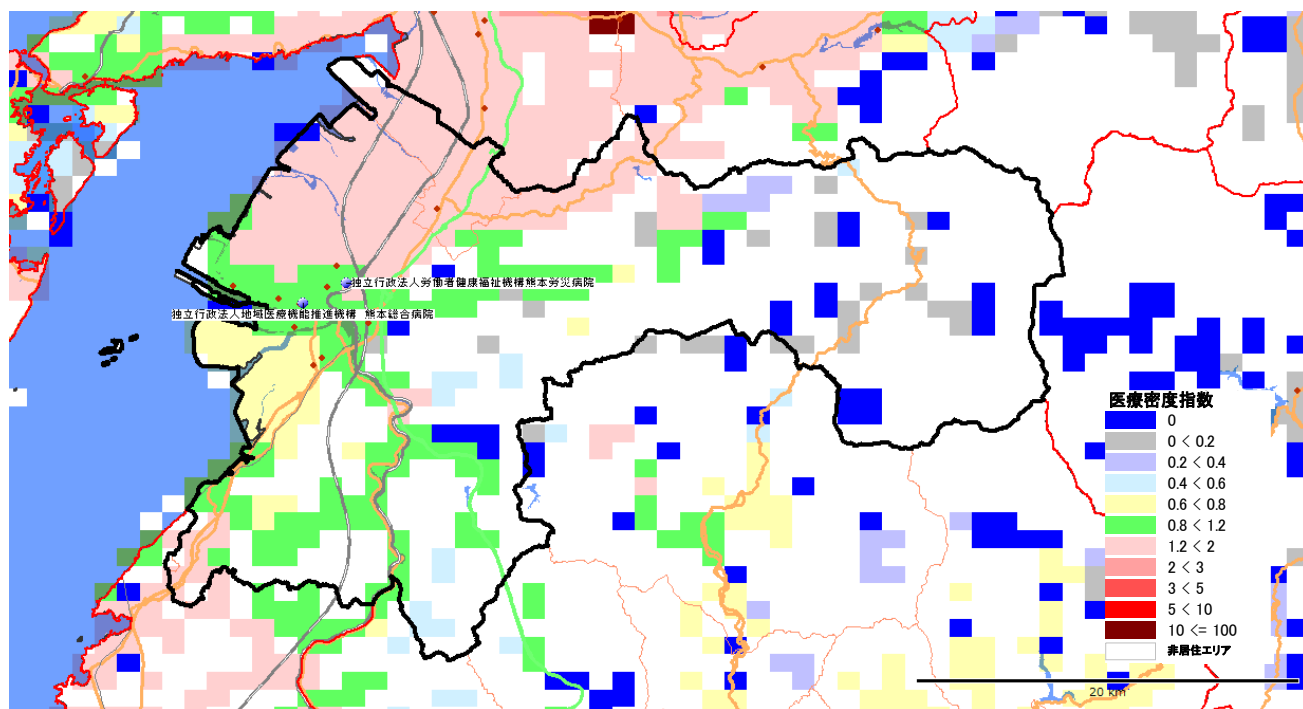 独立行政法人労働者健康福祉機構熊本労災病院
独立行政法人地域医療機能推進機構　熊本総合病院
医療密度指数
0
0 < 0.2
0.2 < 0.4
0.4 < 0.6
0.6 < 0.8
0.8 < 1.2
1.2 < 2
2 < 3
3 < 5
5 < 10
10 <= 100
非居住エリア
20 km